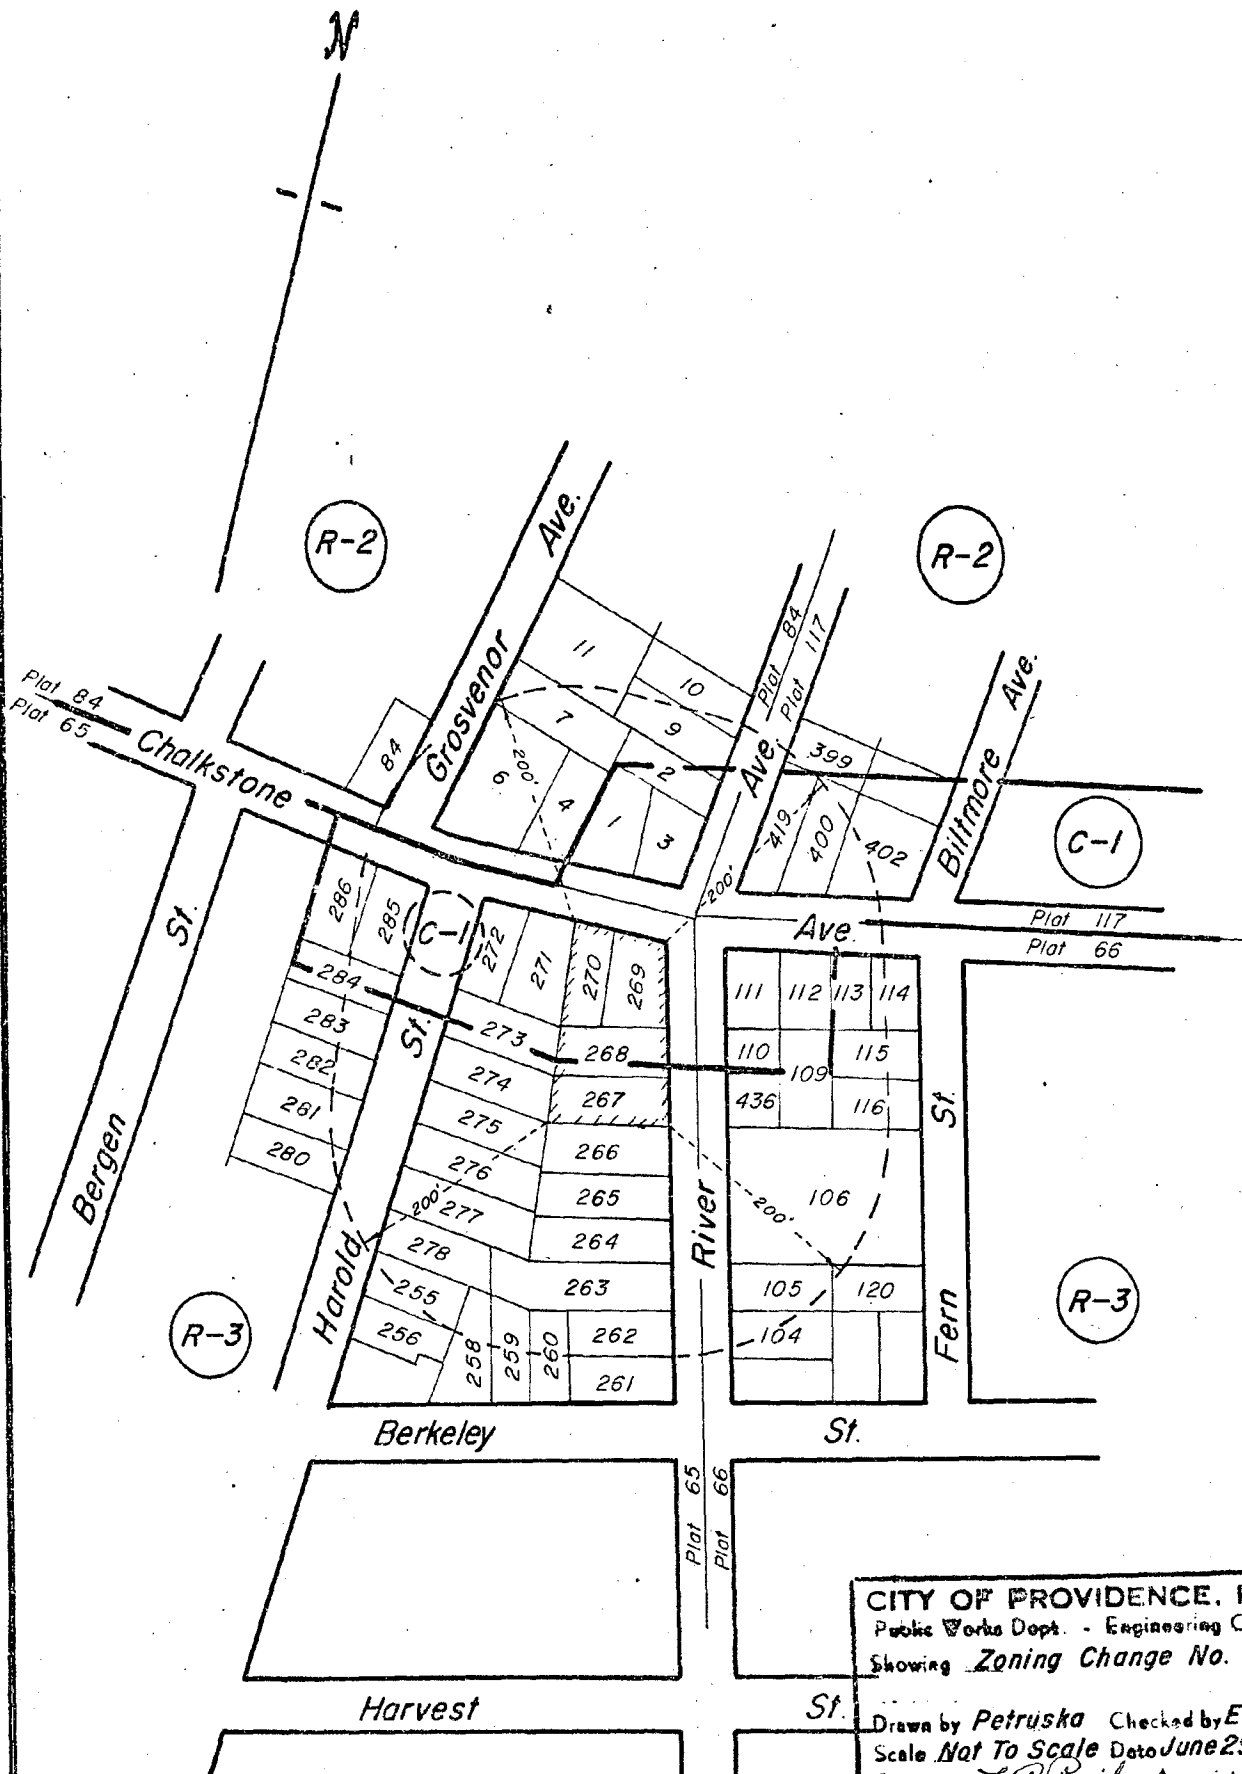 N
R-2
R-2
Grosvenor Ave.
Plat 84
Plat 117
River Ave.
Biltmore Ave.
Plat 84
Plat 65
Chalkstone Ave.
84
11
10
7
9
6
200'
2
4
1
3
399
419
400
402
C-1
200'
Plat 117
Plat 66
286
285
C-1
272
271
270
269
111
112
113
114
284
273
268
110
109
115
283
274
267
436
116
282
275
266
281
276
265
106
280
200'
277
264
200'
278
263
105
120
255
262
104
256
258
259
260
261
Bergen St.
Harold St.
River
Fern St.
R-3
R-3
Berkeley St.
Plat 65
Plat 66
Harvest St.
CITY OF PROVIDENCE,
Public Works Dept. - Engineering
Showing Zoning Change No.
Drawn by Petruska Checked by E
Scale Not To Scale Date June 2